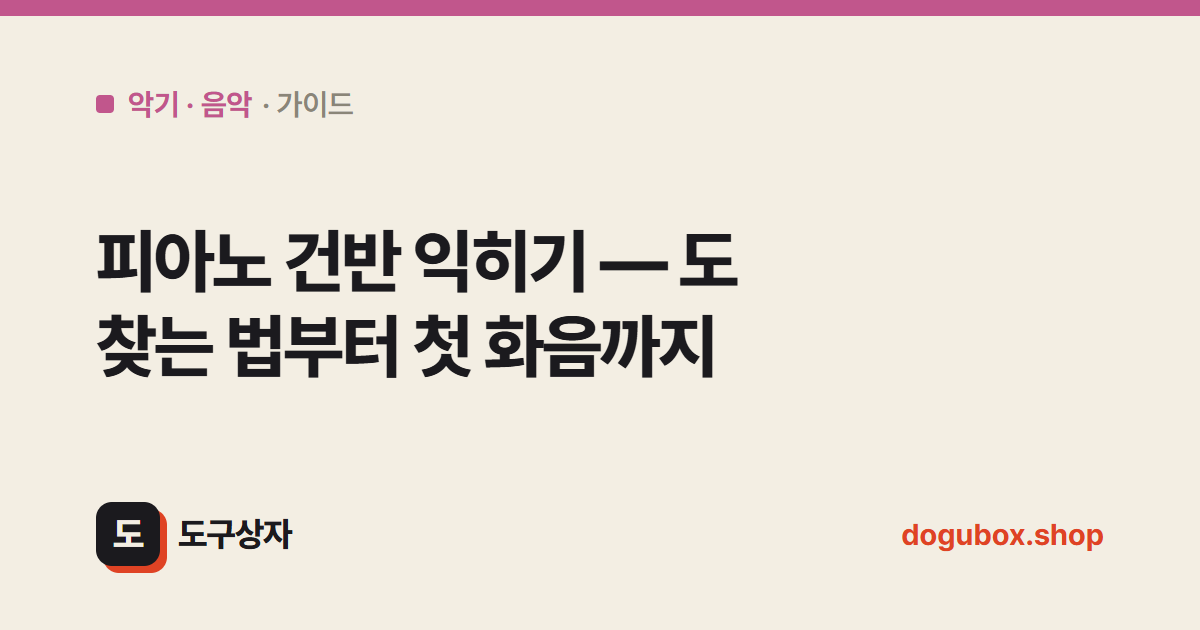 악기 · 음악 · 가이드
피아노 건반 익히기 — 도
찾는 법부터 첫 화음까지
도 도구상자
dogubox.shop